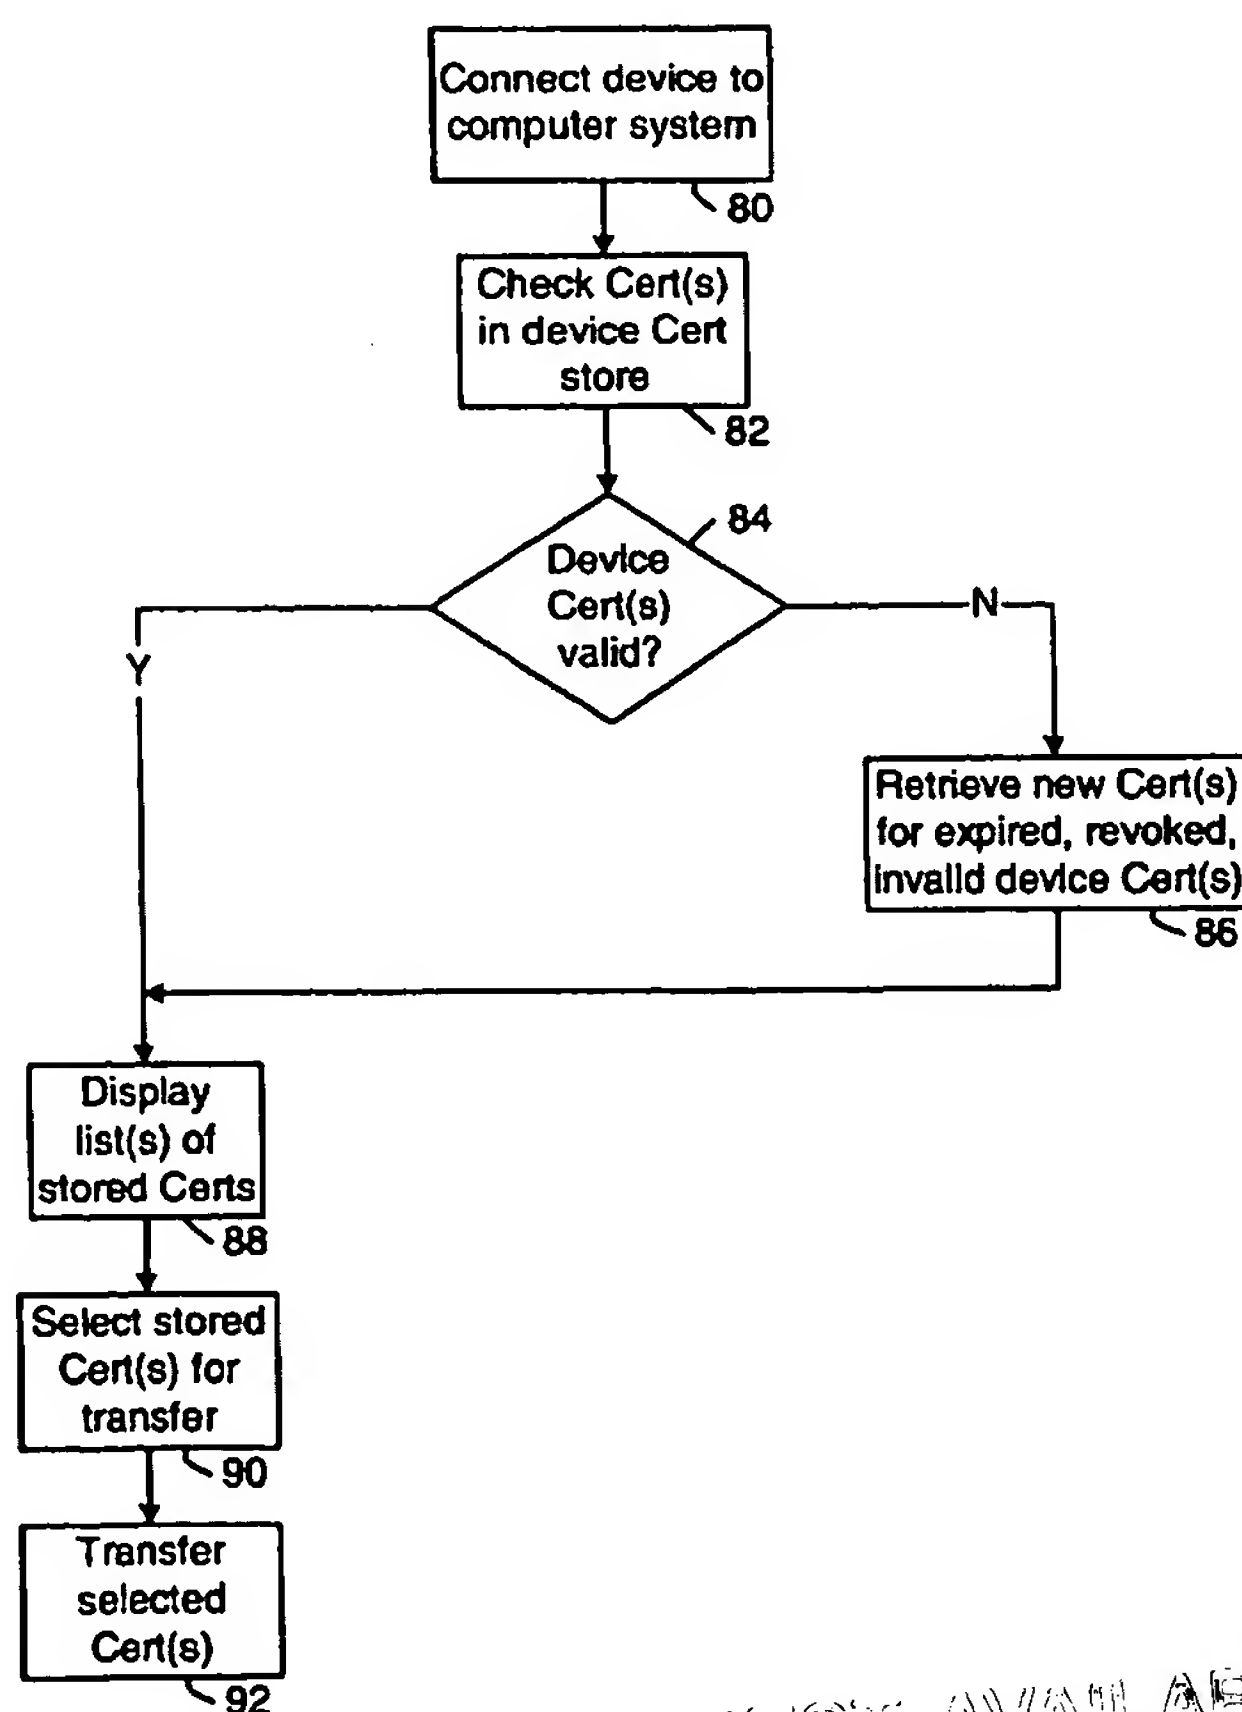 Connect device to
computer system
80
Check Cert(s)
in device Cert
store
82
84
Device
Cert(s)
valid?
Y
N
Retrieve new Cert(s)
for expired, revoked,
invalid device Cert(s)
86
Display
list(s) of
stored Certs
88
Select stored
Cert(s) for
transfer
90
Transfer
selected
Cert(s)
92